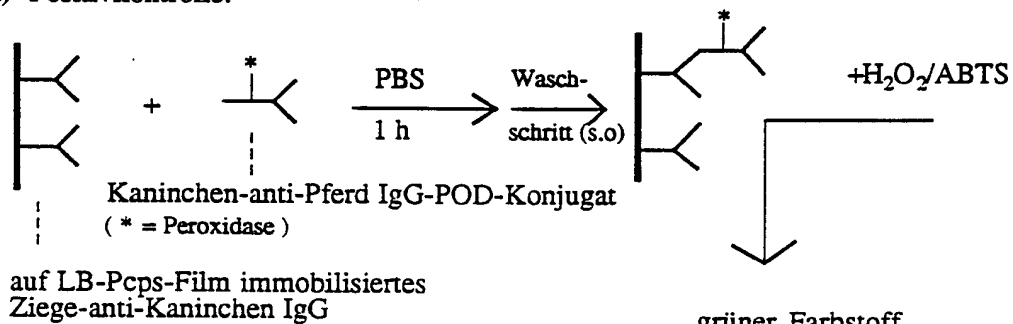 *
*
+
PBS
1 h
Wasch-
schritt (s.o)
+H₂O₂/ABTS
Kaninchen-anti-Pferd IgG-POD-Konjugat
( * = Peroxidase )
auf LB-Pcps-Film immobilisiertes
Ziege-anti-Kaninchen IgG
grüner Farbstoff